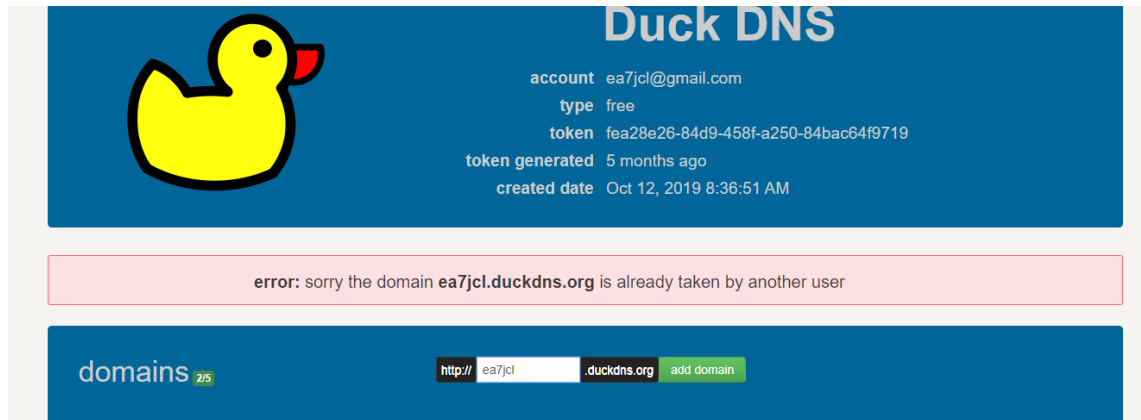 Duck DNS
account ea7jcl@gmail.com
type free
token fea28e26-84d9-458f-a250-84bac64f9719
token generated 5 months ago
created date Oct 12, 2019 8:36:51 AM
error: sorry the domain ea7jcl.duckdns.org is already taken by another user
domains 2/5 http:// ea7jcl .duckdns.org add domain